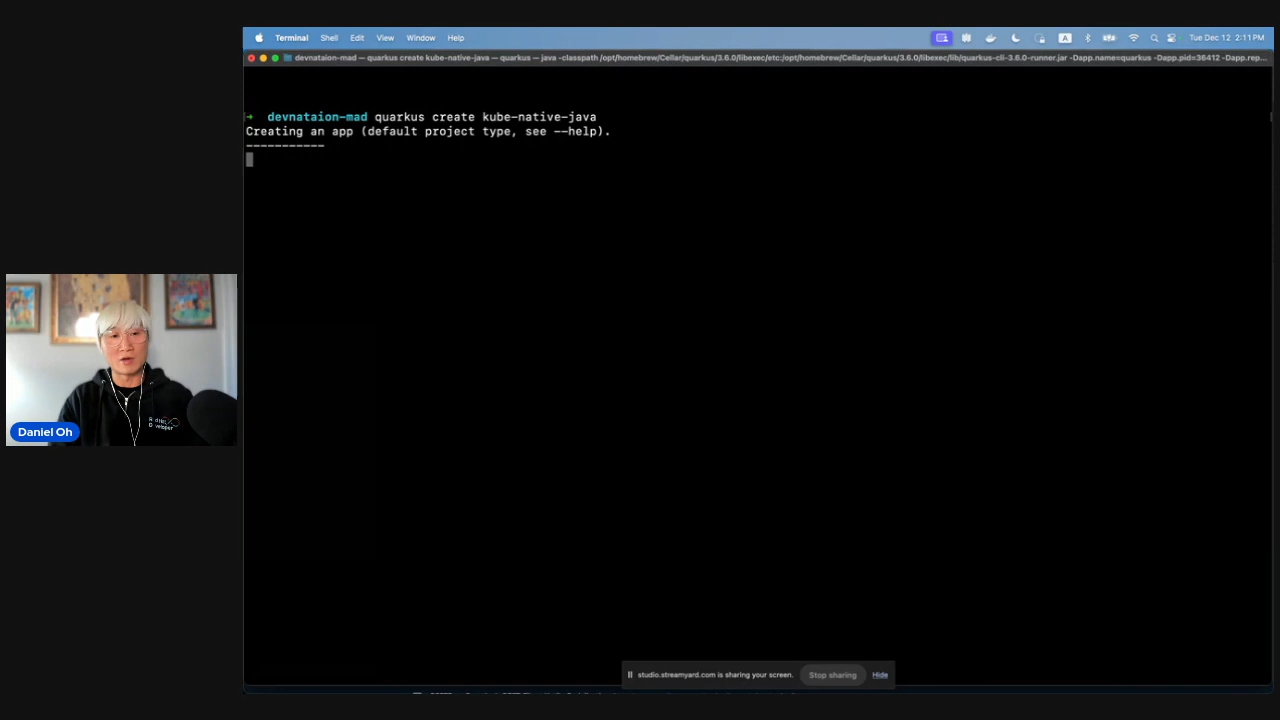 Terminal Shell Edit View Window Help
A
Tue Dec 12 2:11PM
devnataion-mad — quarkus create kube-native-java — quarkus — java -classpath /opt/homebrew/Cellar/quarkus/3.6.0/libexec/etc:/opt/homebrew/Cellar/quarkus/3.6.0/libexec/lib/quarkus-cli-3.6.0-runner.jar -Dapp.name=quarkus -Dapp.pid=36412 -Dapp.rep...
→ devnataion-mad quarkus create kube-native-java
Creating an app (default project type, see --help).
-----------
Daniel Oh
studio.streamyard.com is sharing your screen. Stop sharing Hide